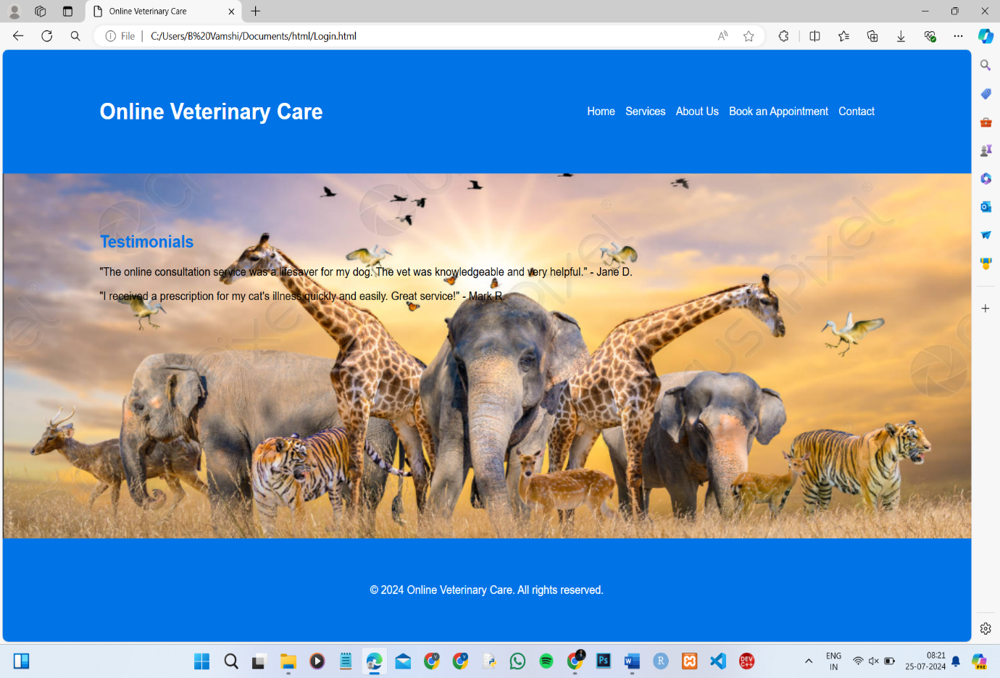 Online Veterinary Care
File
C:/Users/B%20Vamshi/Documents/html/Login.html
Online Veterinary Care
Home Services About Us Book an Appointment Contact
Testimonials
"The online consultation service was a lifesaver for my dog. The vet was knowledgeable and very helpful." - Jane D.
"I received a prescription for my cat's illness quickly and easily. Great service!" - Mark R.
© 2024 Online Veterinary Care. All rights reserved.
Ps
W
R
DEV
C++
ENG
IN
08:21
25-07-2024
PRE